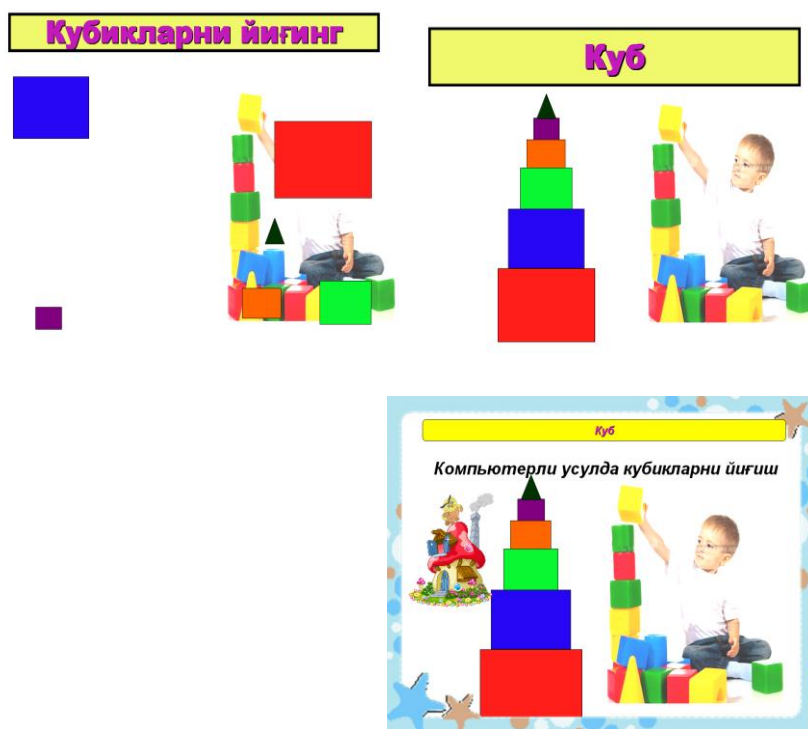 Кубикларни йиғинг
Куб
Куб
Компьютерли усулда кубикларни йиғиш